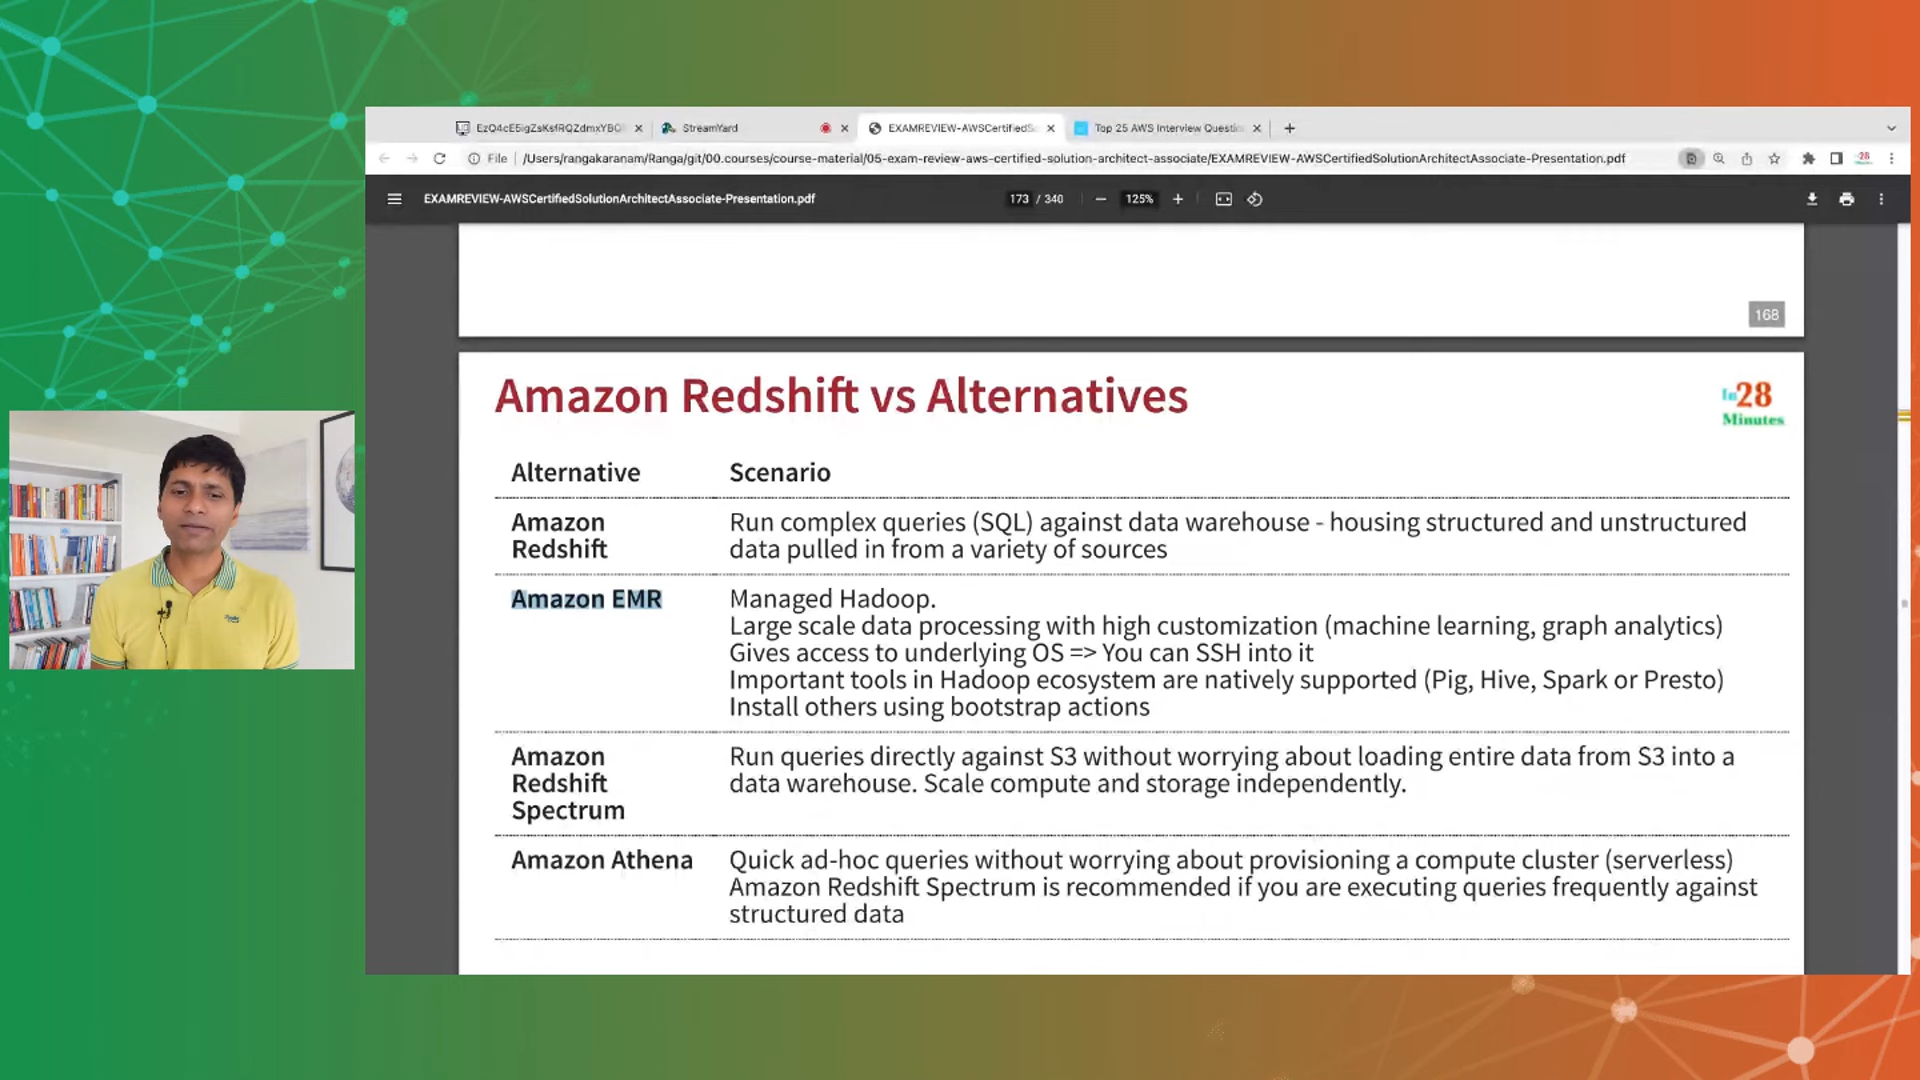 EzQ4cE5igZsKsfRQZdmxYBQ
StreamYard
EXAMREVIEW-AWSCertifiedS
Top 25 AWS Interview Questi
File
/Users/rangakaranam/Ranga/git/00.courses/course-material/05-exam-review-aws-certified-solution-architect-associate/EXAMREVIEW-AWSCertifiedSolutionArchitectAssociate-Presentation.pdf
-28
EXAMREVIEW-AWSCertifiedSolutionArchitectAssociate-Presentation.pdf
173 / 340
125%
168
Amazon Redshift vs Alternatives
In28
Minutes
Alternative
Scenario
Amazon
Redshift
Run complex queries (SQL) against data warehouse - housing structured and unstructured
data pulled in from a variety of sources
Amazon EMR
Managed Hadoop.
Large scale data processing with high customization (machine learning, graph analytics)
Gives access to underlying OS => You can SSH into it
Important tools in Hadoop ecosystem are natively supported (Pig, Hive, Spark or Presto)
Install others using bootstrap actions
Amazon
Redshift
Spectrum
Run queries directly against S3 without worrying about loading entire data from S3 into a
data warehouse. Scale compute and storage independently.
Amazon Athena
Quick ad-hoc queries without worrying about provisioning a compute cluster (serverless)
Amazon Redshift Spectrum is recommended if you are executing queries frequently against
structured data